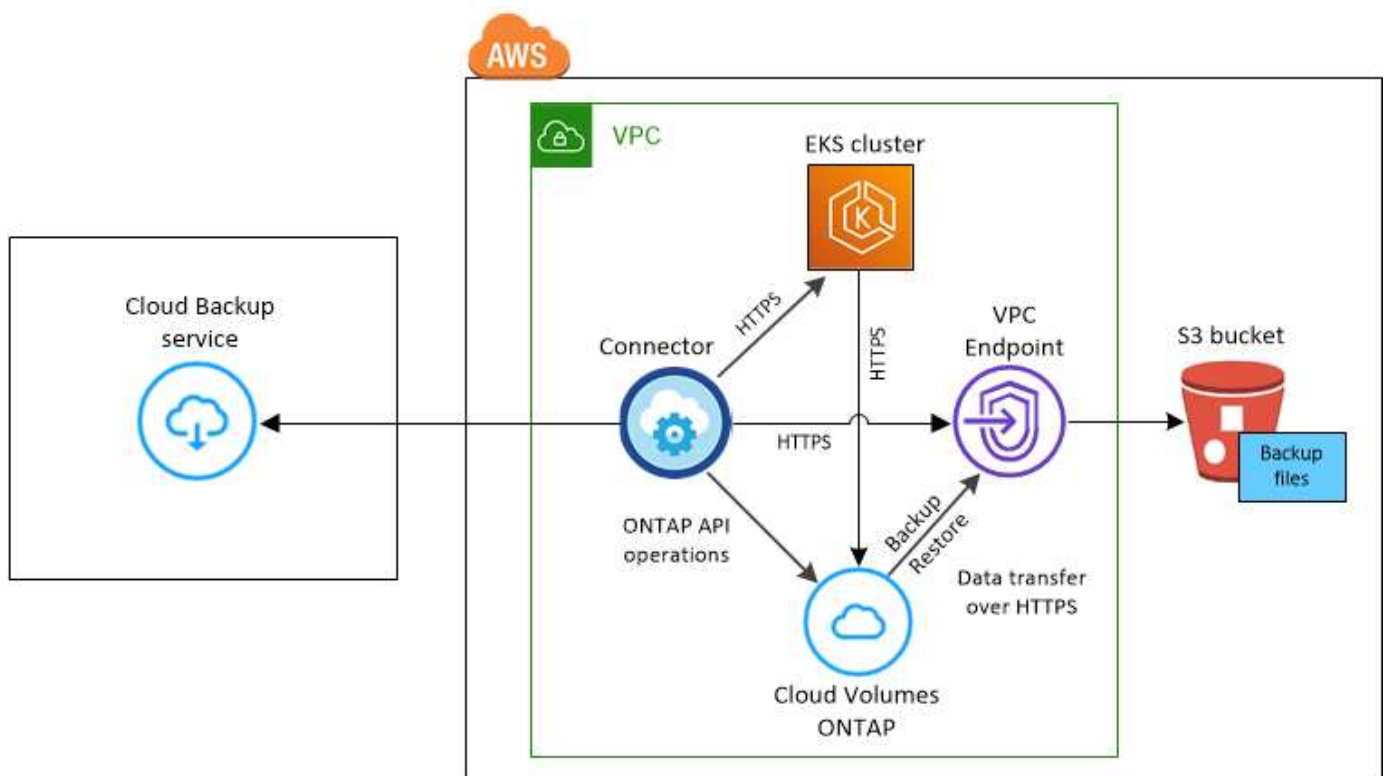 AWS
VPC
EKS cluster
K
Cloud Backup
service
Connector
HTTPS
HTTPS
VPC
Endpoint
S3 bucket
HTTPS
Backup
files
ONTAP API
operations
Backup
Restore
Data transfer
over HTTPS
Cloud Volumes
ONTAP